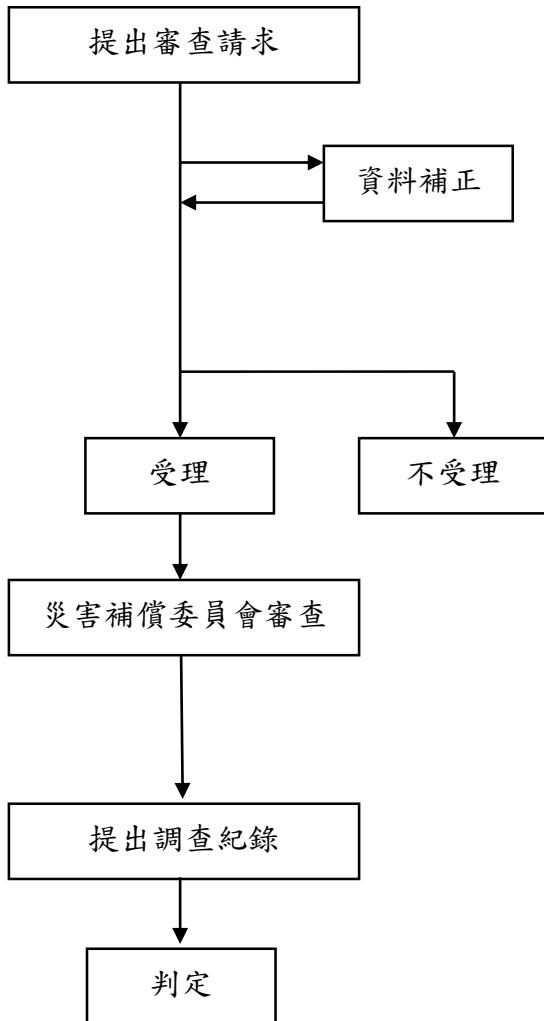 提出審查請求
資料補正
受理
不受理
災害補償委員會審查
提出調查紀錄
判定